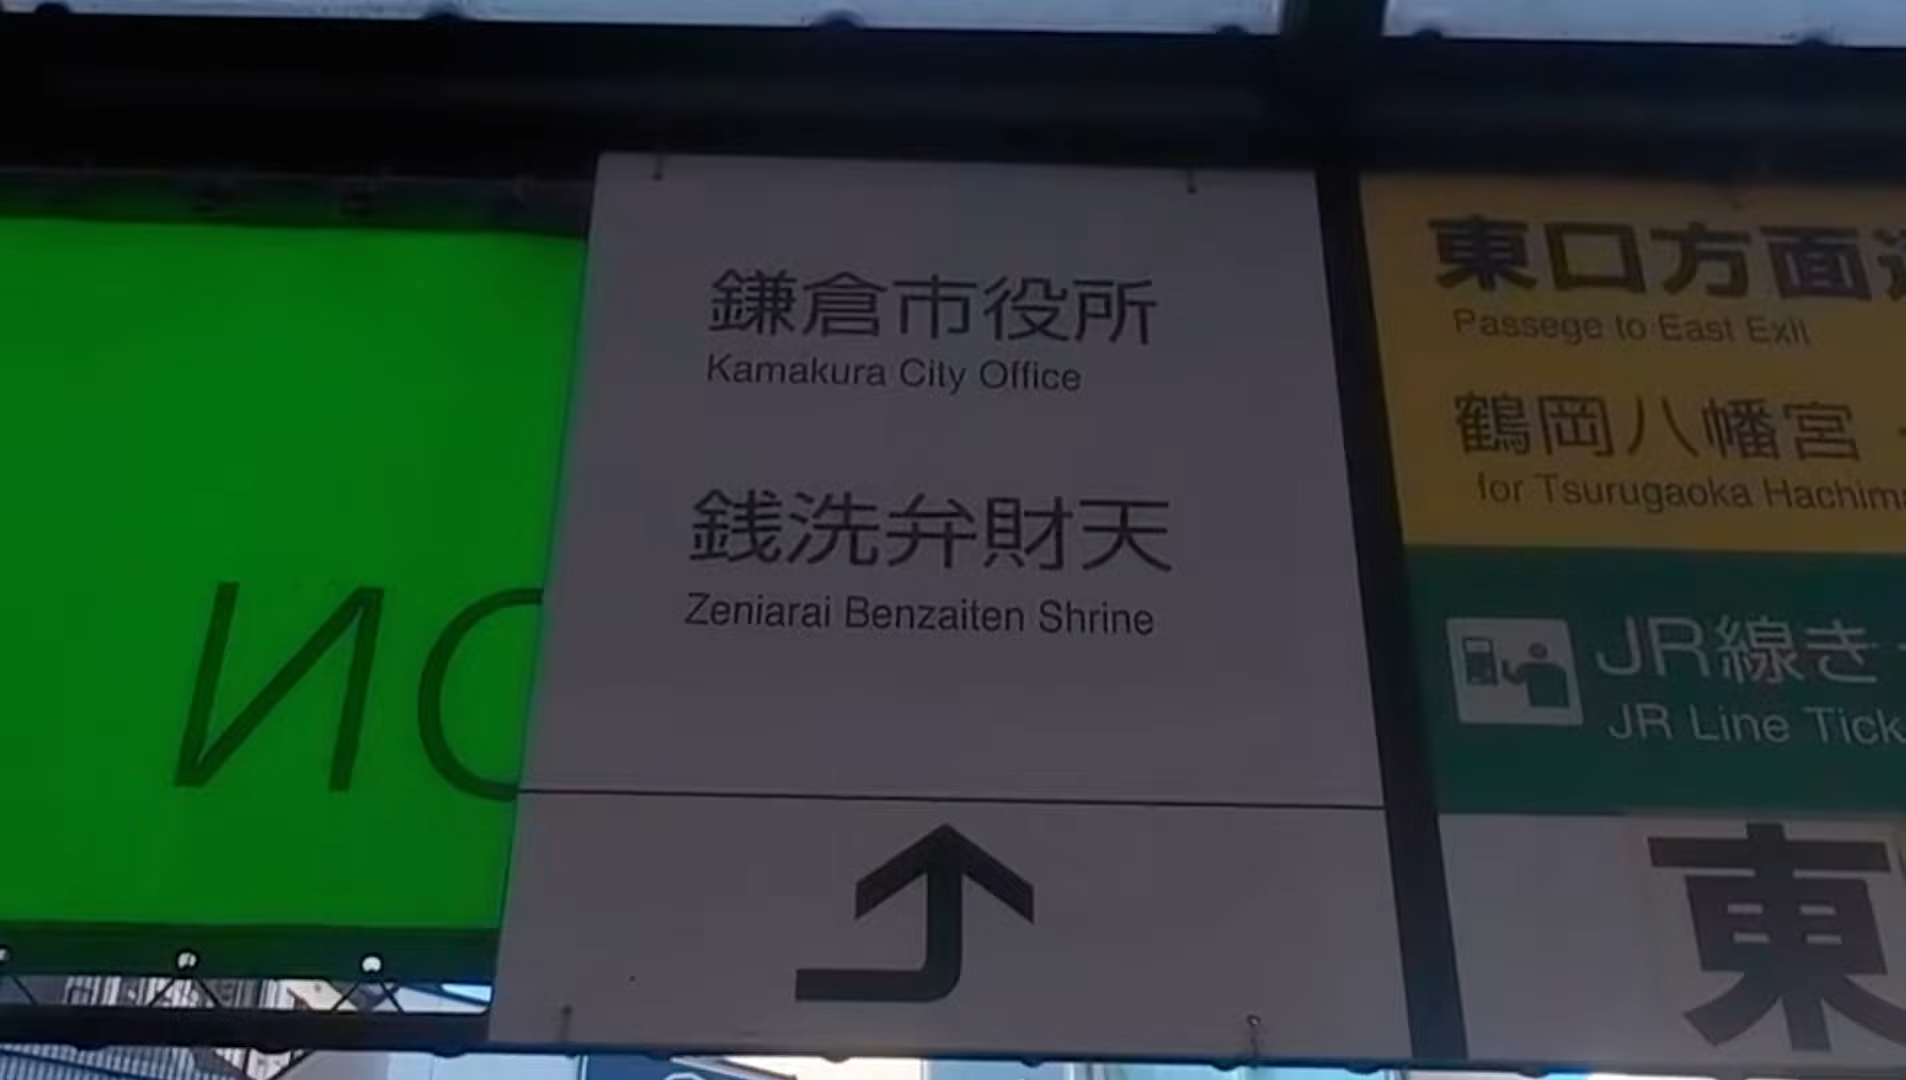 鎌倉市役所
Kamakura City Office
銭洗弁財天
Zeniarai Benzaiten Shrine
東口方面
Passege to East Exit
鶴岡八幡宮
for Tsurugaoka
JR線き
JR Line
東